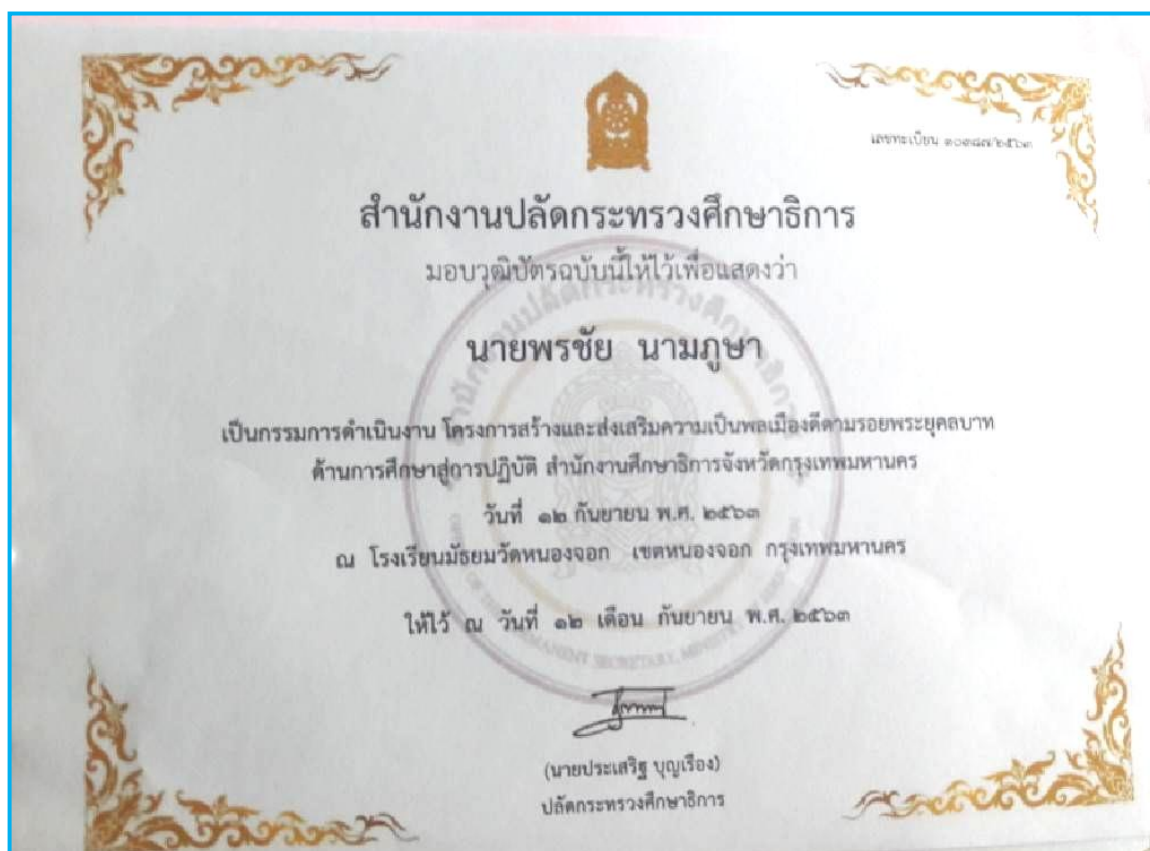 เลขทะเบียน
สำนักงานปลัดกระทรวงศึกษาธิการ
มอบวุฒิบัตรฉบับนี้ให้ไว้เพื่อแสดงว่า
นายพรชัย นามภูษา
เป็นกรรมการดำเนินงาน โครงการสร้างและส่งเสริมความเป็นพลเมืองดีตามรอยพระยุคลบาท
ด้านการศึกษาสู่การปฏิบัติ สำนักงานศึกษาธิการจังหวัดกรุงเทพมหานคร
วันที่ ๑๒ กันยายน พ.ศ. ๒๕๖๓
ณ โรงเรียนมัธยมวัดหนองจอก เขตหนองจอก กรุงเทพมหานคร
ให้ไว้ ณ วันที่ ๑๒ เดือน กันยายน พ.ศ. ๒๕๖๓
(นายประเสริฐ บุญเรือง)
ปลัดกระทรวงศึกษาธิการ